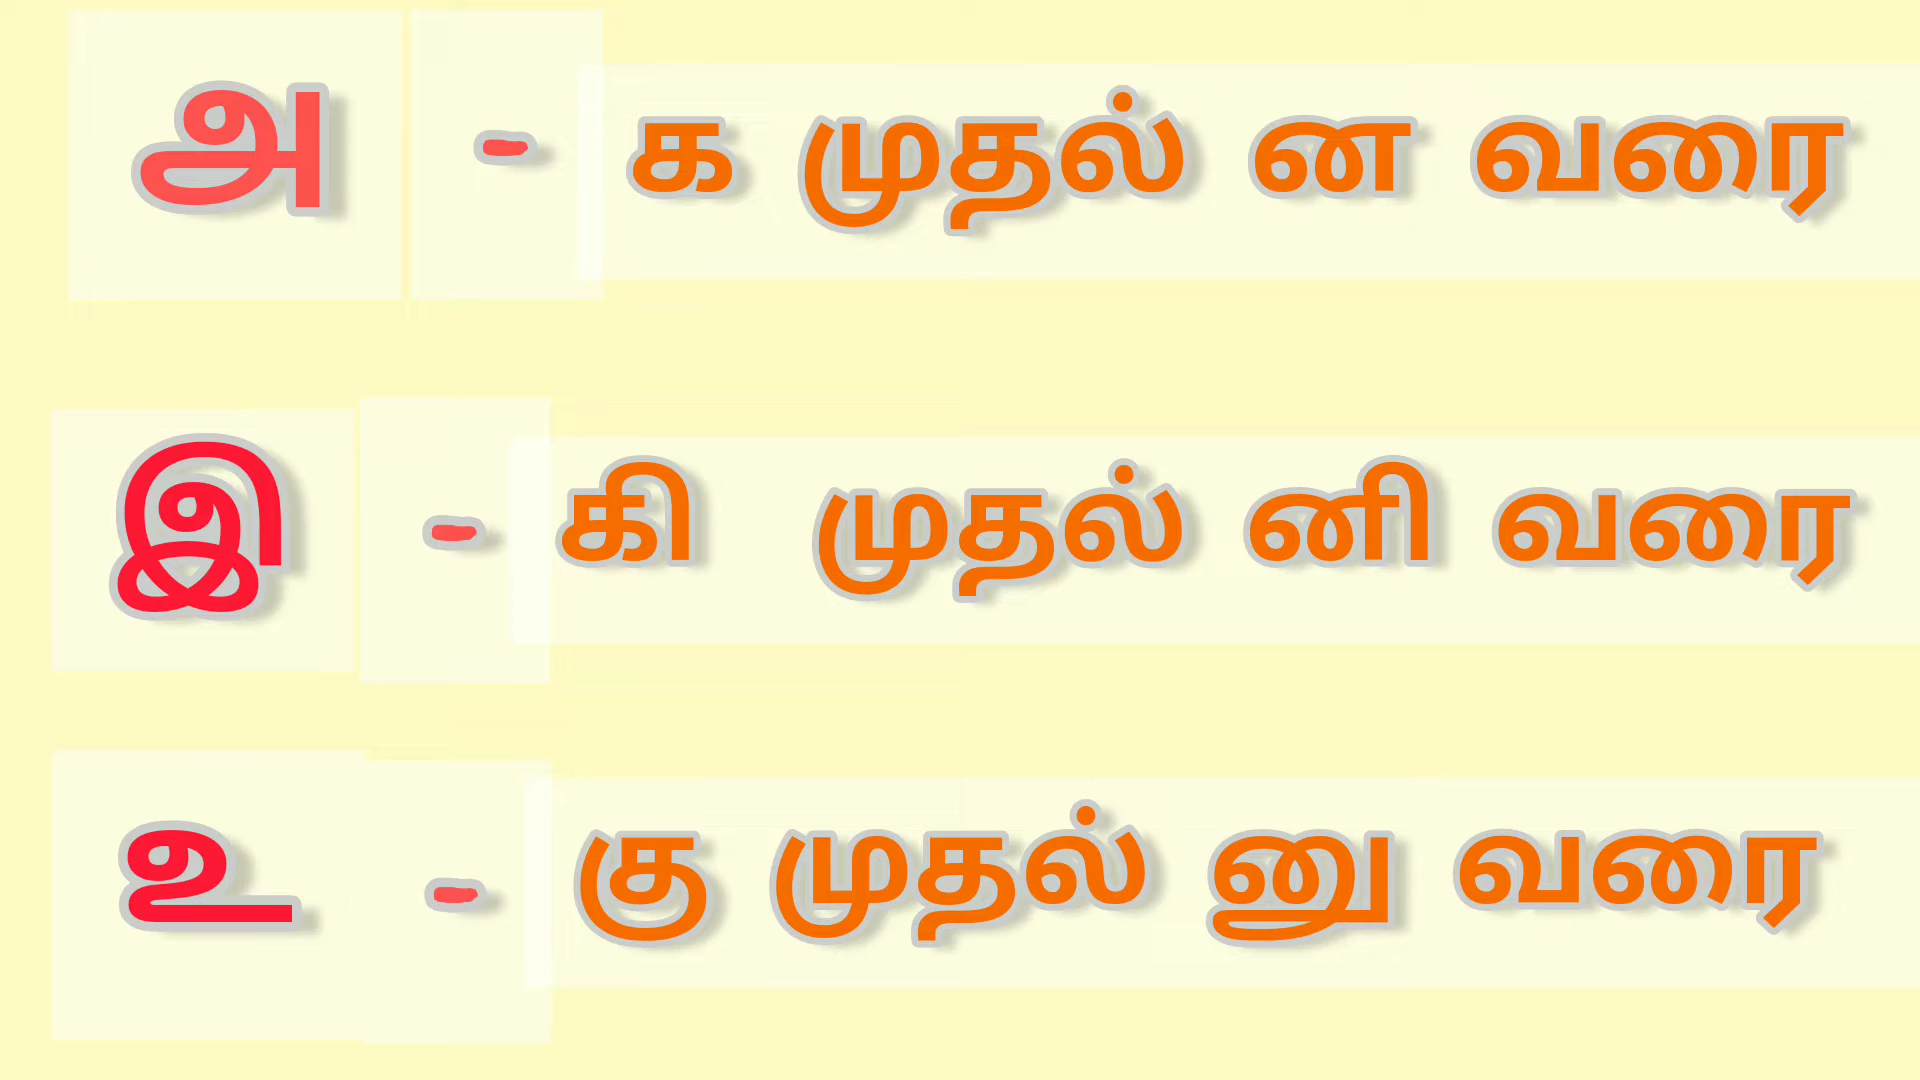 அ - க முதல் ன வரை
இ - கி முதல் னி வரை
உ - கு முதல் னு வரை